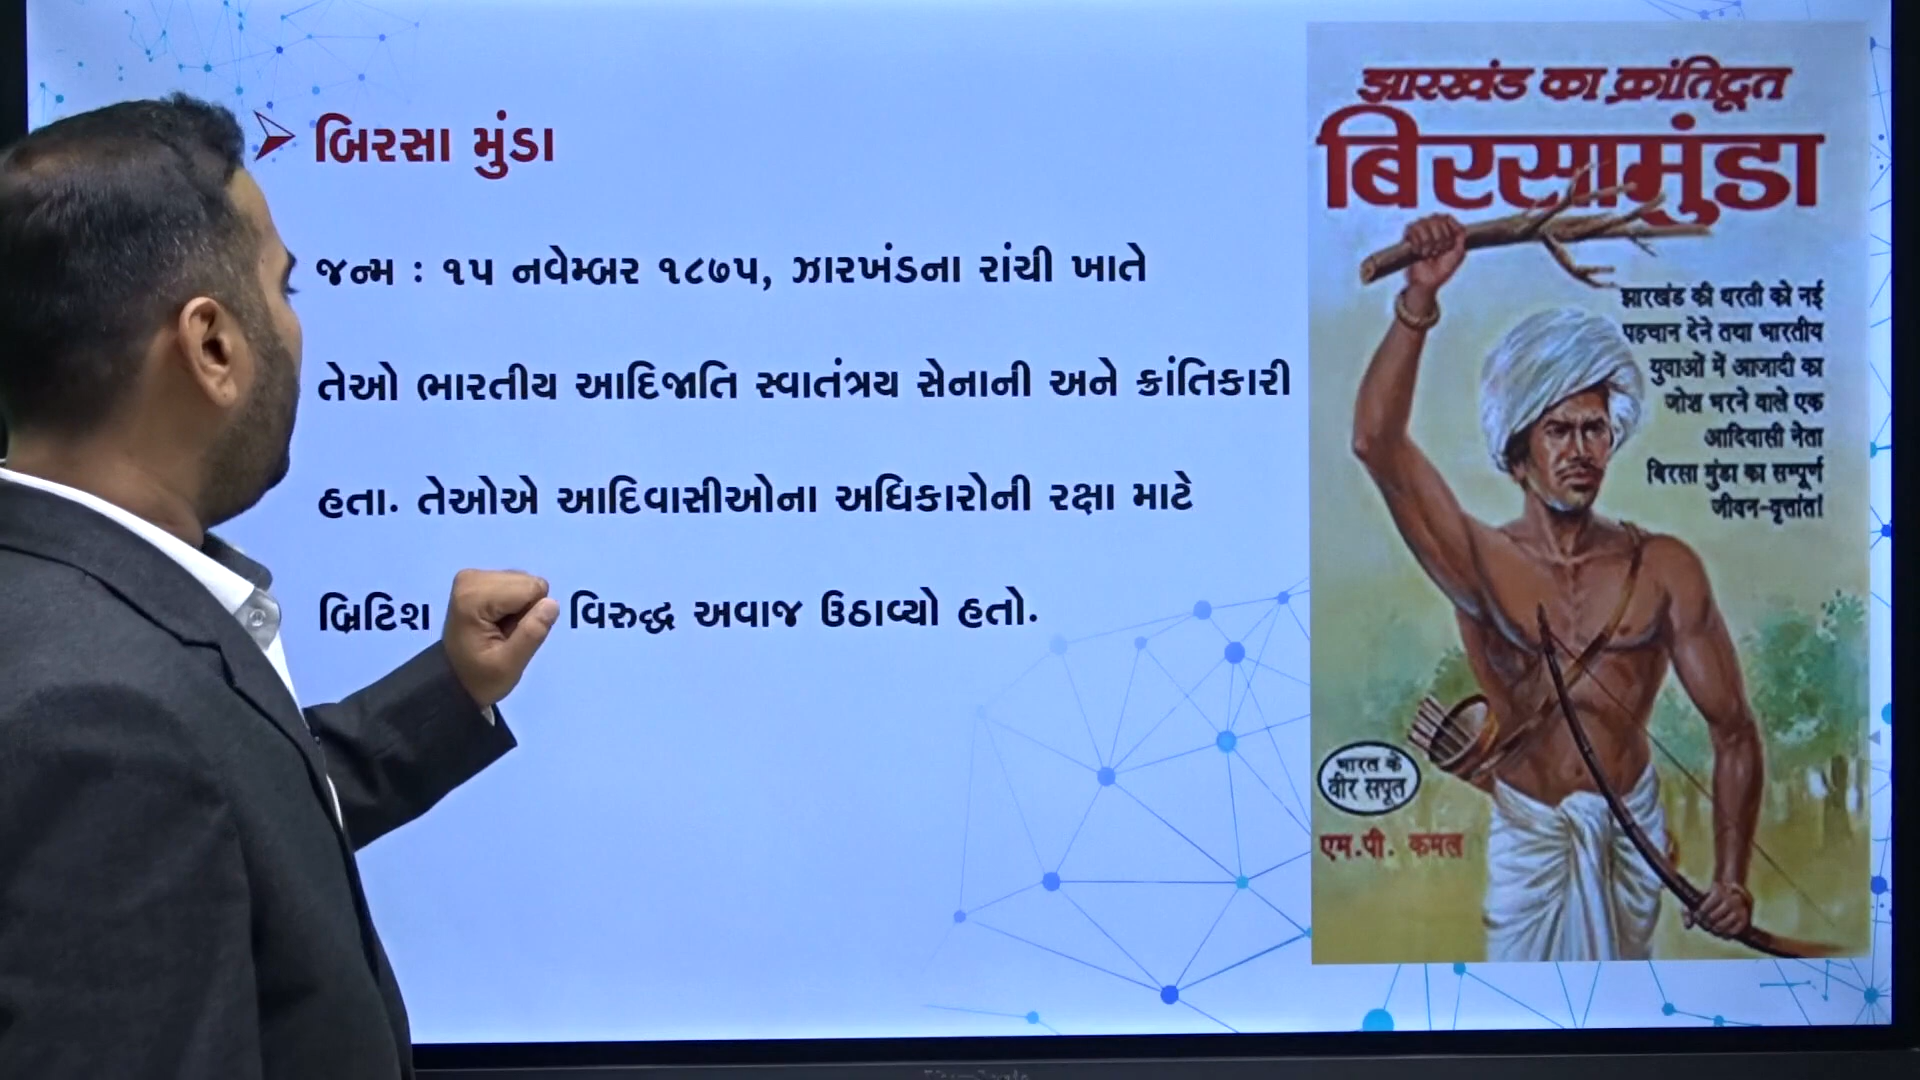 બિરસા મુંડા
જન્મ : ૧૫ નવેમ્બર ૧૮૭૫, ઝારખંડના રાંચી ખાતે
તેઓ ભારતીય આદિજાતિ સ્વાતંત્રય સેનાની અને ક્રાંતિકારી
હતા. તેઓએ આદિવાસીઓના અધિકારોની રક્ષા માટે
બ્રિટિશ વિરુદ્ધ અવાજ ઉઠાવ્યો હતો.
झारखंड का क्रांतिदूत
बिरसामुंडा
झारखंड की धरती को नई
पहचान देने तथा भारतीय
युवाओं में आजादी का
जोश भरने वाले एक
आदिवासी नेता
बिरसा मुंडा का सम्पूर्ण
जीवन-वृत्तांत।
भारत के
वीर सपूत
एम.पी. कमल